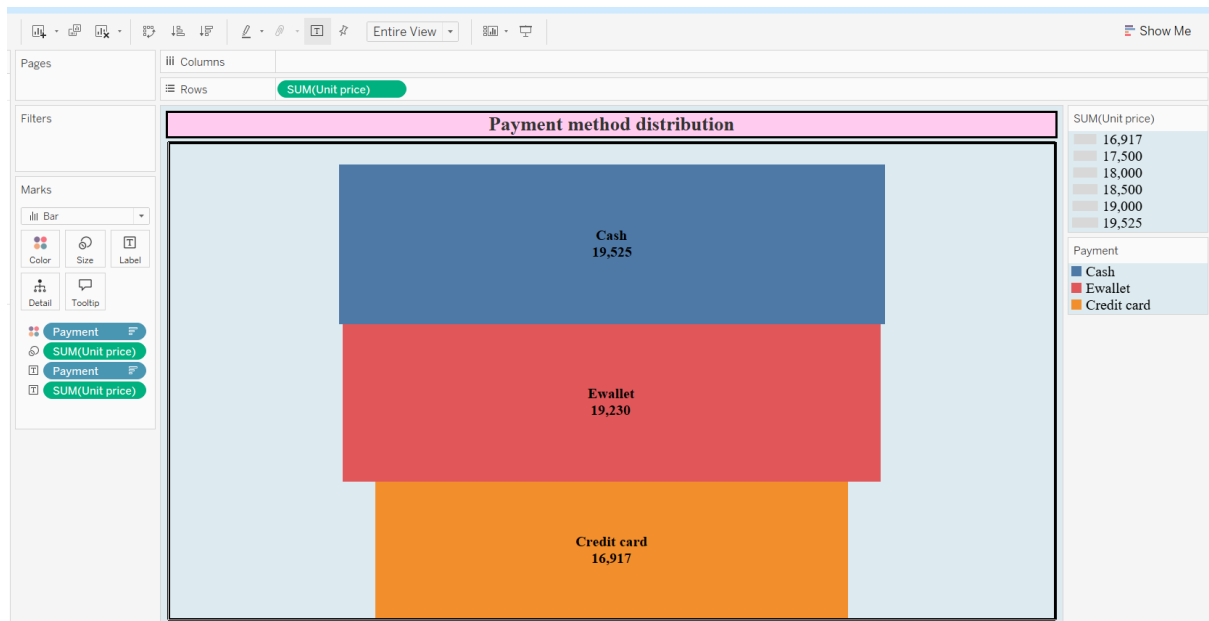 Entire View
Show Me
Pages
Columns
Rows
SUM(Unit price)
Filters
Marks
Bar
Color
Size
T
Label
Detail
Tooltip
Payment
SUM(Unit price)
T
Payment
T
SUM(Unit price)
Payment method distribution
Cash
19,525
Ewallet
19,230
Credit card
16,917
SUM(Unit price)
16,917
17,500
18,000
18,500
19,000
19,525
Payment
Cash
Ewallet
Credit card